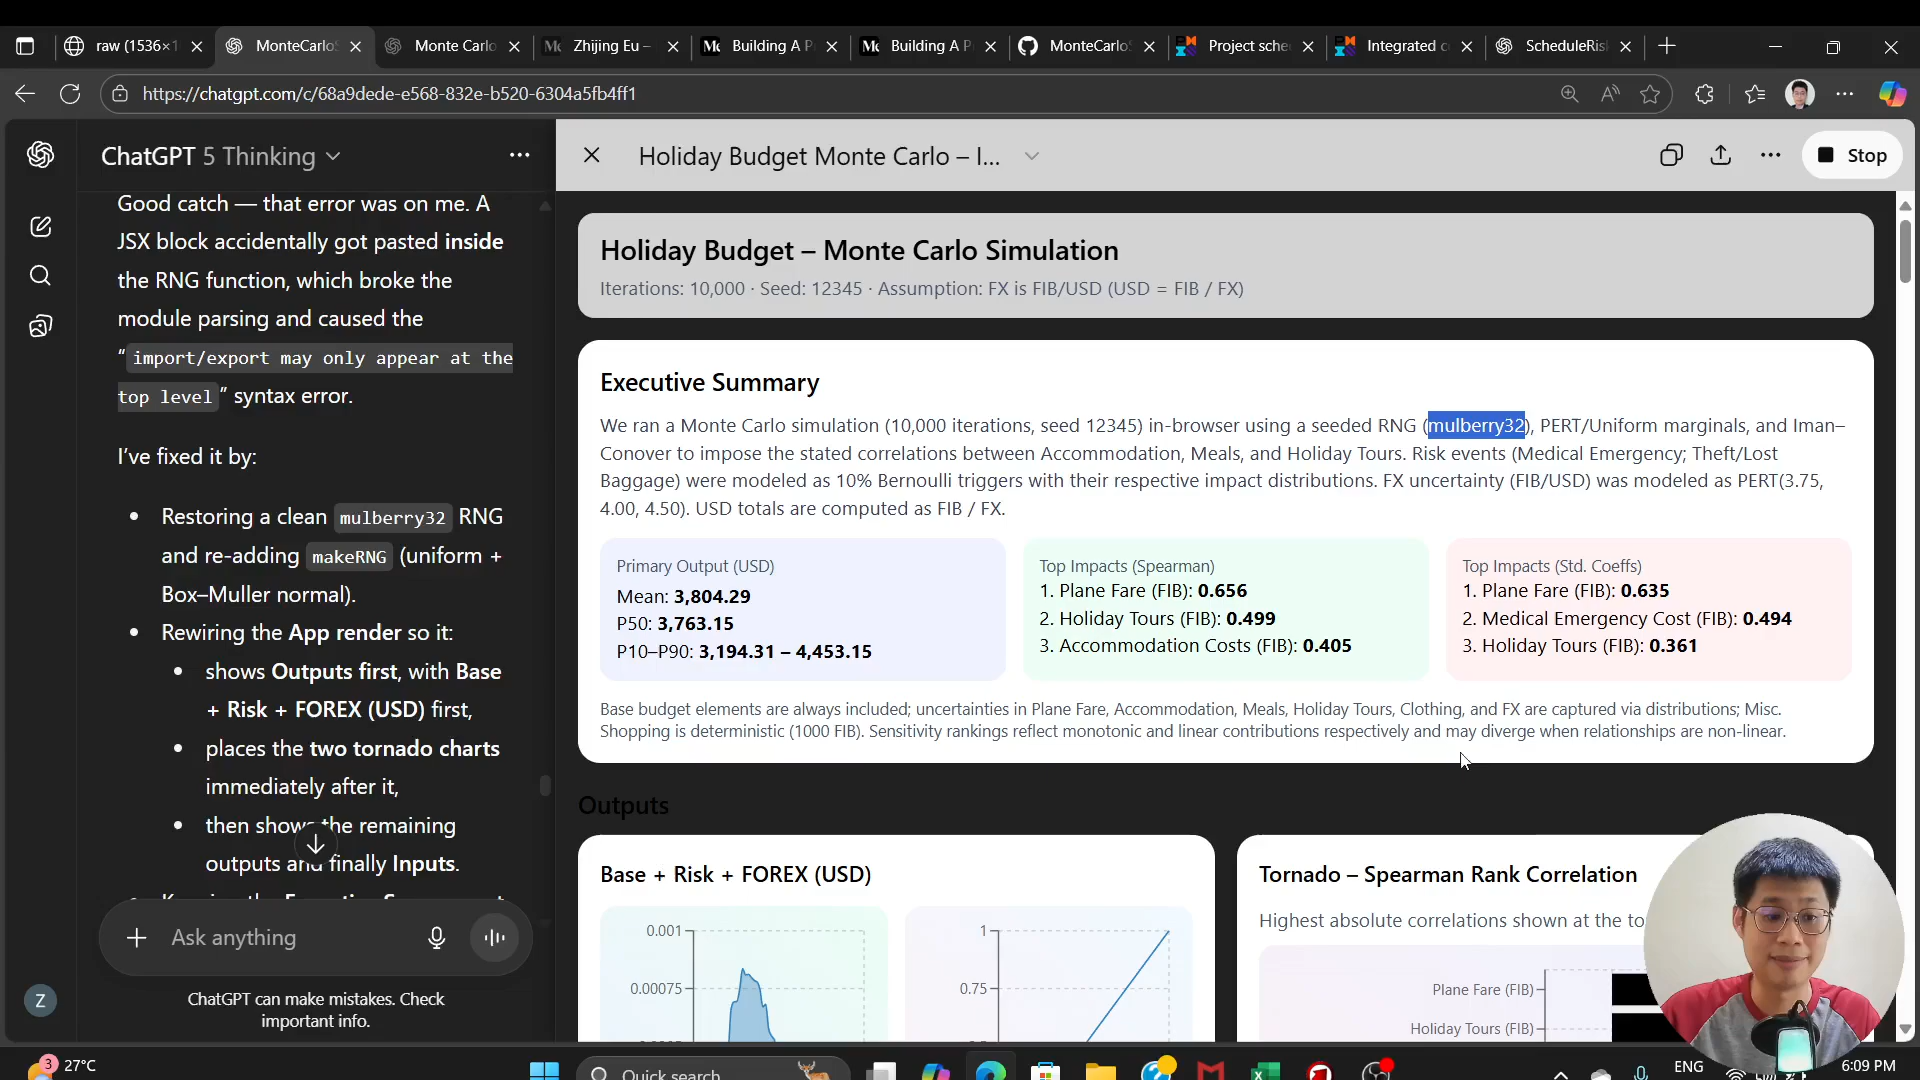 raw (1536×1
MonteCarlo
Monte Carlo
Zhijing Eu –
Building A P
Building A P
MonteCarlo
Project sche
Integrated c
ScheduleRis
https://chatgpt.com/c/68a9dede-e568-832e-b520-6304a5fb4ff1
ChatGPT 5 Thinking
Good catch — that error was on me. A
JSX block accidentally got pasted inside
the RNG function, which broke the
module parsing and caused the
“import/export may only appear at the
top level” syntax error.
I’ve fixed it by:
• Restoring a clean mulberry32 RNG
and re-adding makeRNG (uniform +
Box–Muller normal).
• Rewiring the App render so it:
• shows Outputs first, with Base
+ Risk + FOREX (USD) first,
• places the two tornado charts
immediately after it,
• then shows the remaining
outputs and finally Inputs.
Ask anything
ChatGPT can make mistakes. Check
important info.
Z
Holiday Budget Monte Carlo – I...
Stop
Holiday Budget – Monte Carlo Simulation
Iterations: 10,000 · Seed: 12345 · Assumption: FX is FIB/USD (USD = FIB / FX)
Executive Summary
We ran a Monte Carlo simulation (10,000 iterations, seed 12345) in-browser using a seeded RNG (mulberry32), PERT/Uniform marginals, and Iman–
Conover to impose the stated correlations between Accommodation, Meals, and Holiday Tours. Risk events (Medical Emergency; Theft/Lost
Baggage) were modeled as 10% Bernoulli triggers with their respective impact distributions. FX uncertainty (FIB/USD) was modeled as PERT(3.75,
4.00, 4.50). USD totals are computed as FIB / FX.
Primary Output (USD)
Mean: 3,804.29
P50: 3,763.15
P10–P90: 3,194.31 – 4,453.15
Top Impacts (Spearman)
1. Plane Fare (FIB): 0.656
2. Holiday Tours (FIB): 0.499
3. Accommodation Costs (FIB): 0.405
Top Impacts (Std. Coeffs)
1. Plane Fare (FIB): 0.635
2. Medical Emergency Cost (FIB): 0.494
3. Holiday Tours (FIB): 0.361
Base budget elements are always included; uncertainties in Plane Fare, Accommodation, Meals, Holiday Tours, Clothing, and FX are captured via distributions; Misc.
Shopping is deterministic (1000 FIB). Sensitivity rankings reflect monotonic and linear contributions respectively and may diverge when relationships are non-linear.
Outputs
Base + Risk + FOREX (USD)
0.001
0.00075
1
0.75
Tornado – Spearman Rank Correlation
Highest absolute correlations shown at the to
Plane Fare (FIB)
Holiday Tours (FIB)
3
27°C
Quick search
ENG
6:09 PM